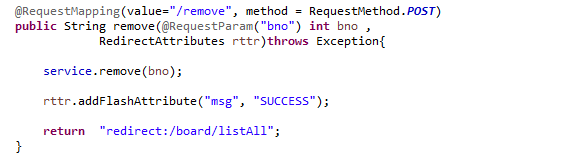 @RequestMapping(value="/remove", method = RequestMethod.POST)
public String remove(@RequestParam("bno") int bno ,
RedirectAttributes rttr)throws Exception{
service.remove(bno);
rttr.addFlashAttribute("msg", "SUCCESS");
return "redirect:/board/listAll";
}